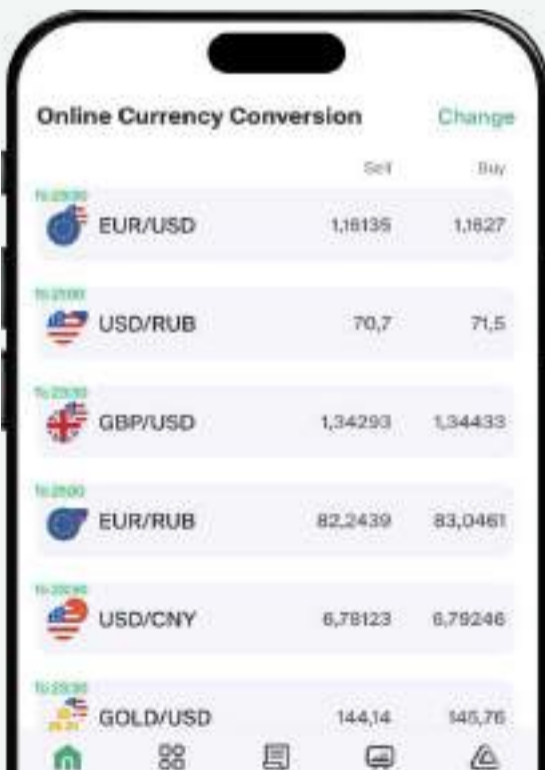 Online Currency Conversion Change
Sell Buy
EUR/USD 1,16135 1,1627
USD/RUB 70,7 71,5
GBP/USD 1,34293 1,34433
EUR/RUB 82,2439 83,0461
USD/CNY 6,78123 6,79246
GOLD/USD 144,14 145,76